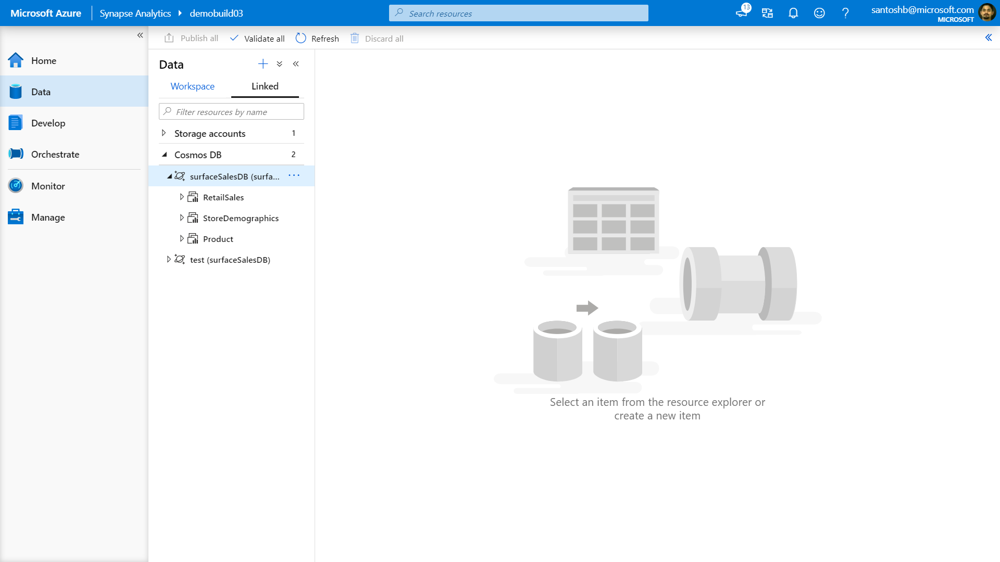 Microsoft Azure
Synapse Analytics
demobuild03
Search resources
13
santoshb@microsoft.com
MICROSOFT
Publish all
Validate all
Refresh
Discard all
Home
Data
Develop
Orchestrate
Monitor
Manage
Data
Workspace
Linked
Filter resources by name
Storage accounts 1
Cosmos DB 2
surfaceSalesDB (surfa...
RetailSales
StoreDemographics
Product
test (surfaceSalesDB)
Select an item from the resource explorer or
create a new item